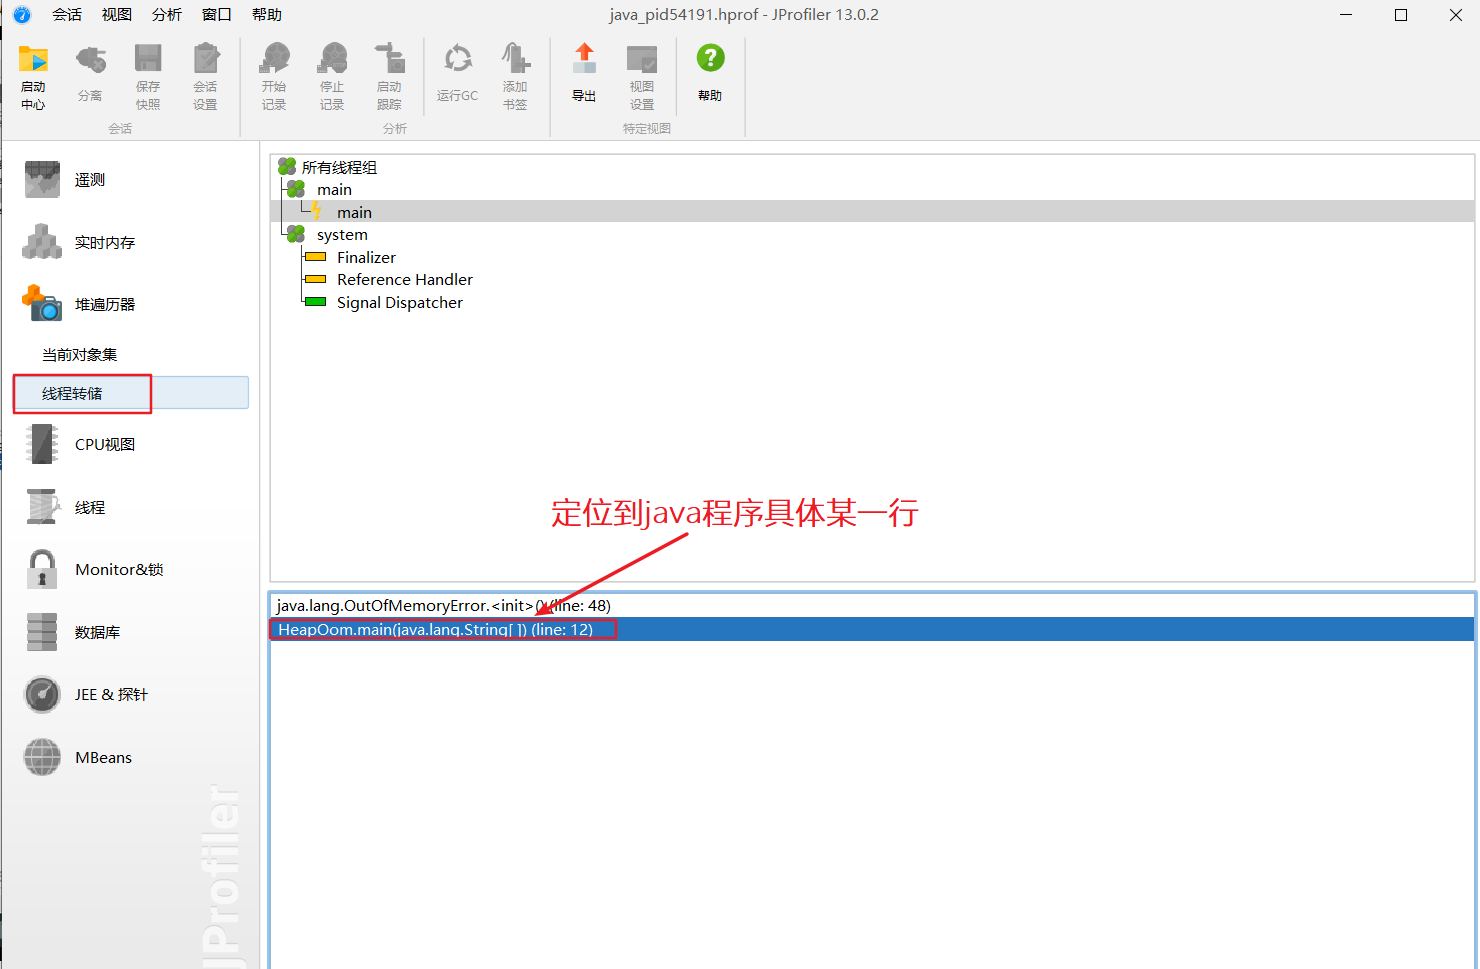 会话 视图 分析 窗口 帮助
java_pid54191.hprof - JProfiler 13.0.2
启动中心
分离
保存快照
会话设置
开始记录
停止记录
启动跟踪
运行GC
添加书签
导出
视图设置
帮助
会话
分析
特定视图
遥测
实时内存
堆遍历器
当前对象集
线程转储
CPU视图
线程
Monitor&锁
数据库
JEE & 探针
MBeans
JProfiler
所有线程组
main
main
system
Finalizer
Reference Handler
Signal Dispatcher
定位到java程序具体某一行
java.lang.OutOfMemoryError.<init>() (line: 48)
HeapOom.main(java.lang.String[ ]) (line: 12)